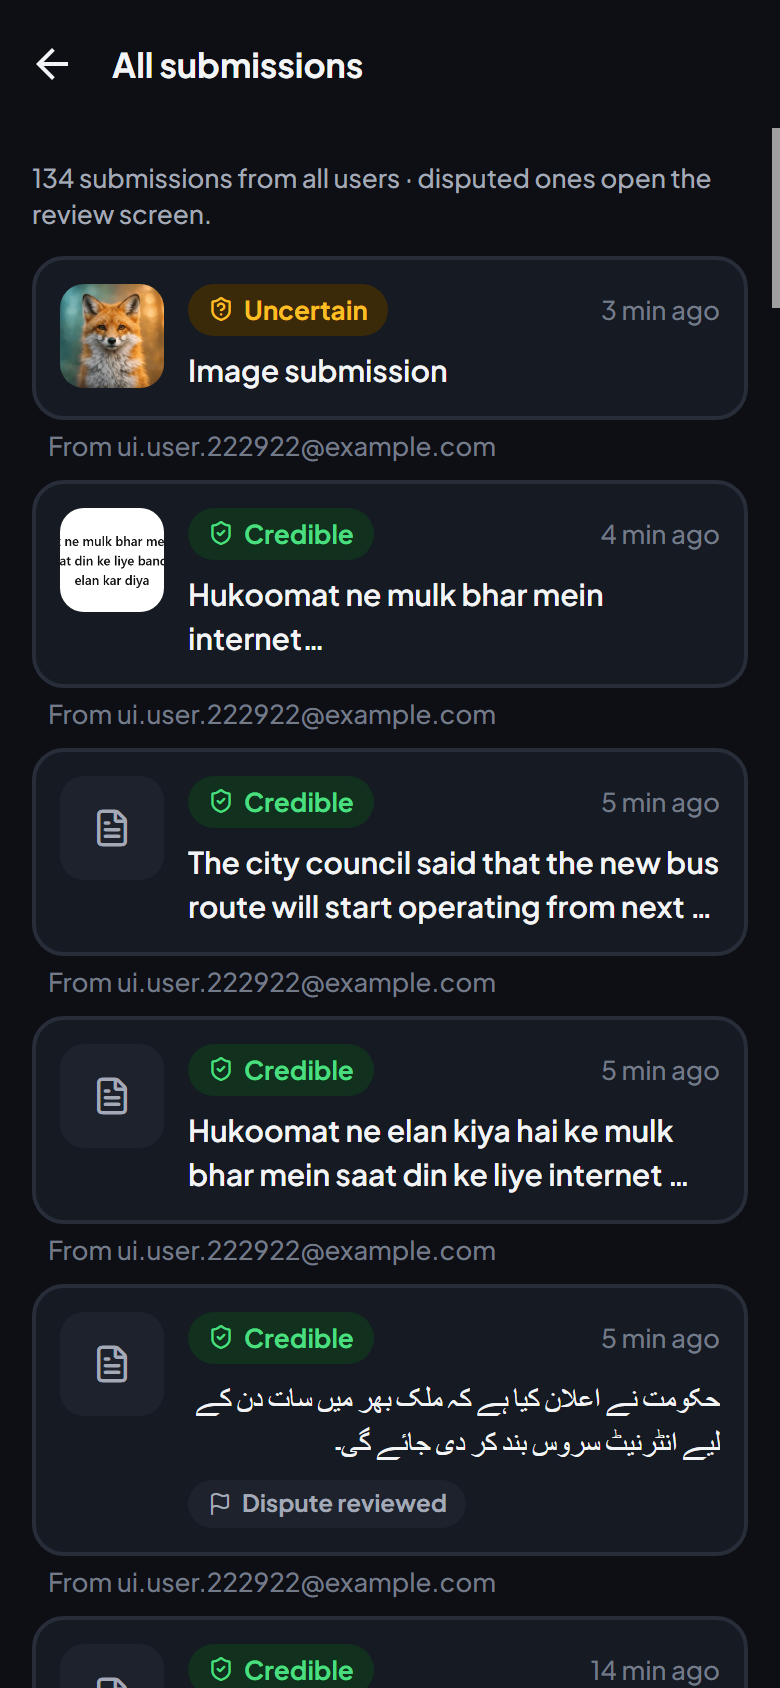 All submissions
134 submissions from all users · disputed ones open the
review screen.
Uncertain
3 min ago
Image submission
From ui.user.222922@example.com
ne mulk bhar me
at din ke liye band
elan kar diya
Credible
4 min ago
Hukoomat ne mulk bhar mein
internet...
From ui.user.222922@example.com
Credible
5 min ago
The city council said that the new bus
route will start operating from next ...
From ui.user.222922@example.com
Credible
5 min ago
Hukoomat ne elan kiya hai ke mulk
bhar mein saat din ke liye internet ...
From ui.user.222922@example.com
Credible
5 min ago
حکومت نے اعلان کیا ہے کہ ملک بھر میں سات دن کے
لیے انٹرنیٹ سروس بند کر دی جائے گی۔
Dispute reviewed
From ui.user.222922@example.com
Credible
14 min ago